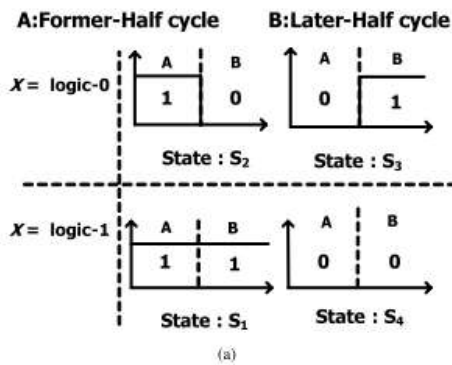 A:Former-Half cycle B:Later-Half cycle
A B A B
X = logic-0
1 0 0 1
State : S₂ State : S₃
X = logic-1
A B A B
1 1 0 0
State : S₁ State : S₄
(a)